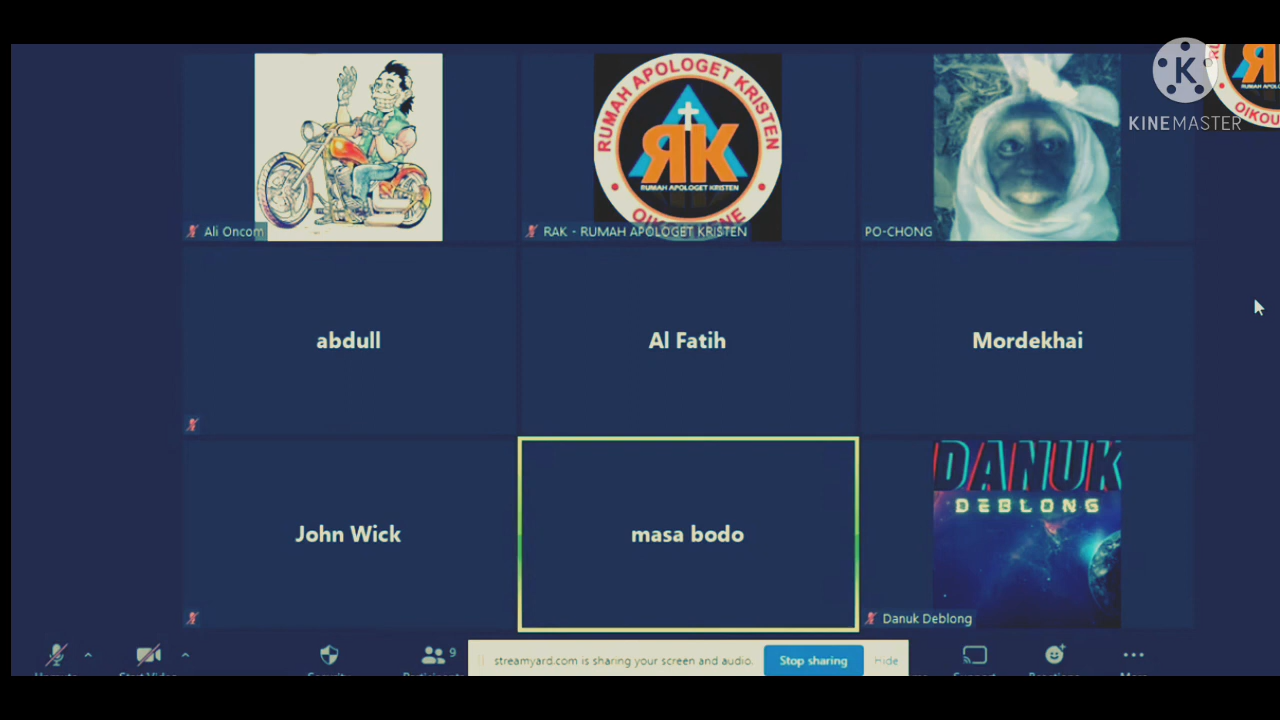 RUMAH APOLOGET KRISTEN
RK
RUMAH APOLOGET KRISTEN
K
KINEMASTER
Ali Oncom
RAK - RUMAH APOLOGET KRISTEN
PO-CHONG
abdull
Al Fatih
Mordekhai
John Wick
masa bodo
DANUK
DEBLONG
Danuk Deblong
9
streamyard.com is sharing your screen and audio.
Stop sharing
Hide